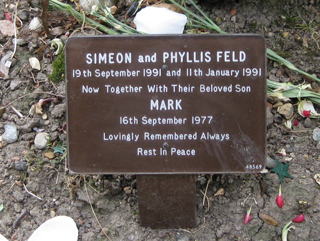 SIMEON and PHYLLIS FELD
19th September 1991 and 11th January 1991
Now Together With Their Beloved Son
MARK
16th September 1977
Lovingly Remembered Always
Rest In Peace
48569